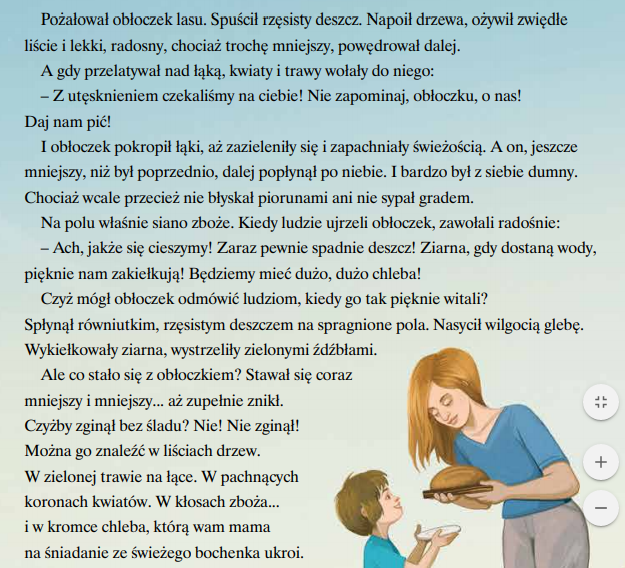 Pożałował obłoczek lasu. Spuścił rzęsisty deszcz. Napoił drzewa, ożywił zwiędłe
liście i lekki, radosny, chociaż trochę mniejszy, powędrował dalej.
A gdy przelatywał nad łąką, kwiaty i trawy wołały do niego:
– Z utęsknieniem czekaliśmy na ciebie! Nie zapominaj, obłoczku, o nas!
Daj nam pić!
I obłoczek pokropił łąki, aż zazieleniły się i zapachniały świeżością. A on, jeszcze
mniejszy, niż był poprzednio, dalej popłynął po niebie. I bardzo był z siebie dumny.
Chociaż wcale przecież nie błyskał piorunami ani nie sypał gradem.
Na polu właśnie siano zboże. Kiedy ludzie ujrzeli obłoczek, zawołali radośnie:
– Ach, jakże się cieszymy! Zaraz pewnie spadnie deszcz! Ziarna, gdy dostaną wody,
pięknie nam zakiełkują! Będziemy mieć dużo, dużo chleba!
Czyż mógł obłoczek odmówić ludziom, kiedy go tak pięknie witali?
Spłynął równiutkim, rzęsistym deszczem na spragnione pola. Nasycił wilgocią glebę.
Wykiełkowały ziarna, wystrzeliły zielonymi źdźbłami.
Ale co stało się z obłoczkiem? Stawał się coraz
mniejszy i mniejszy... aż zupełnie znikł.
Czyżby zginął bez śladu? Nie! Nie zginął!
Można go znaleźć w liściach drzew.
W zielonej trawie na łące. W pachnących
koronach kwiatów. W kłosach zboża...
i w kromce chleba, którą wam mama
na śniadanie ze świeżego bochenka ukroi.